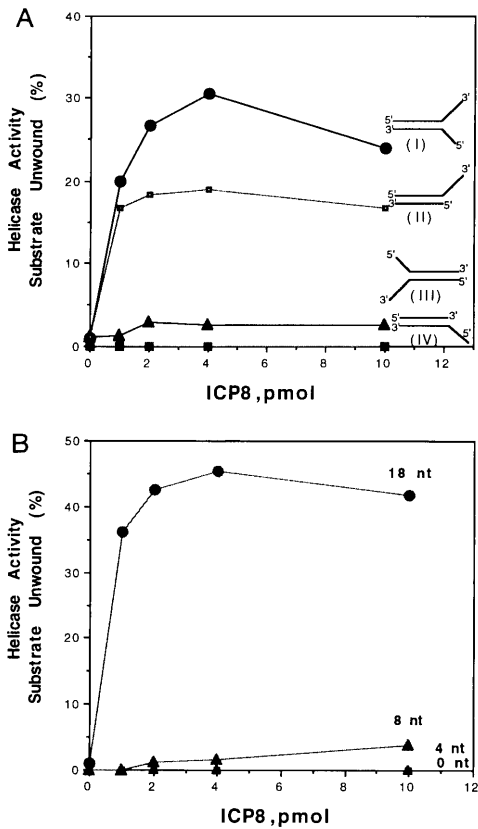 A
Helicase Activity
Substrate Unwound (%)
40
30
20
10
0
0
2
4
6
8
10
12
ICP8,pmol
3'
5'
3'
5'
(I)
3'
5'
3'
5'
(II)
5'
3'
5'
3'
(III)
5'
3'
3'
5'
(IV)
B
Helicase Activity
Substrate Unwound (%)
50
40
30
20
10
0
0
2
4
6
8
10
12
ICP8,pmol
18 nt
8 nt
4 nt
0 nt